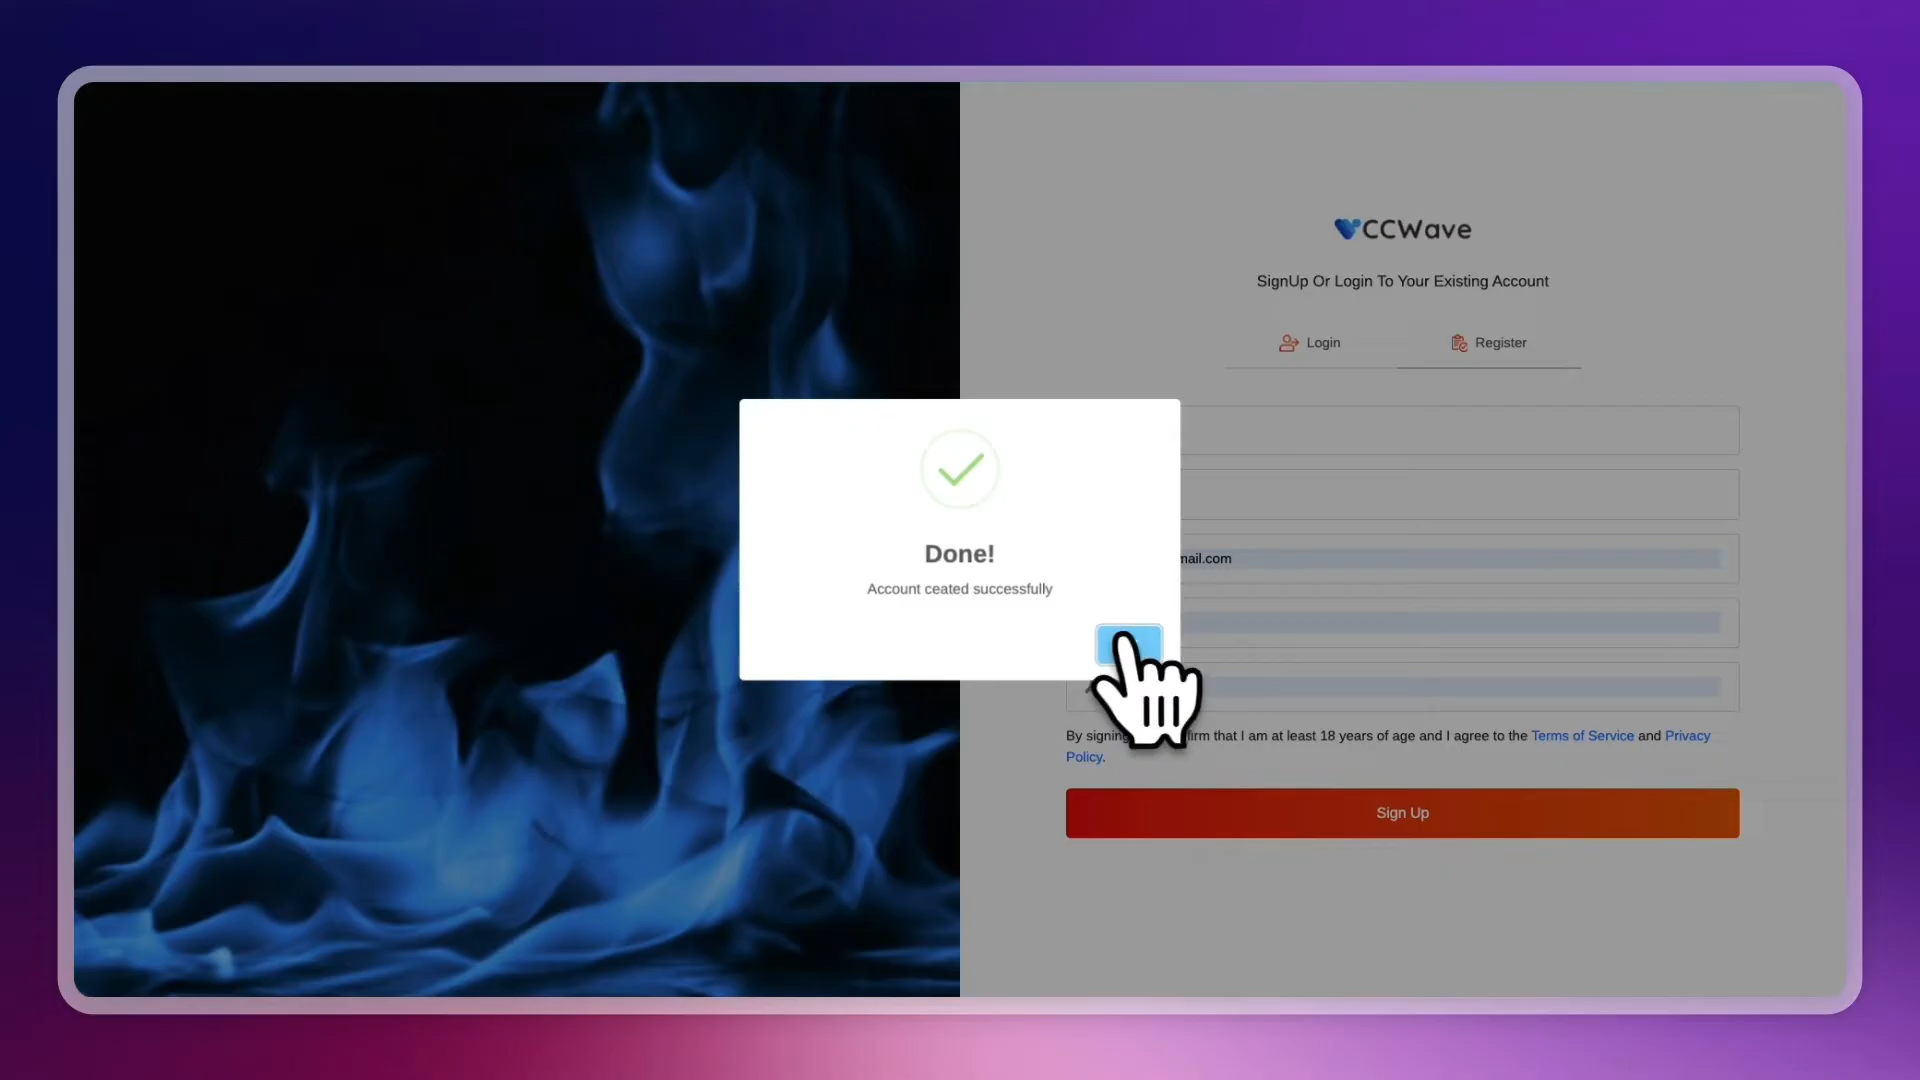 CCWave
SignUp Or Login To Your Existing Account
Login
Register
Done!
Account ceated successfully
mail.com
By signing firm that I am at least 18 years of age and I agree to the Terms of Service and Privacy
Policy.
Sign Up